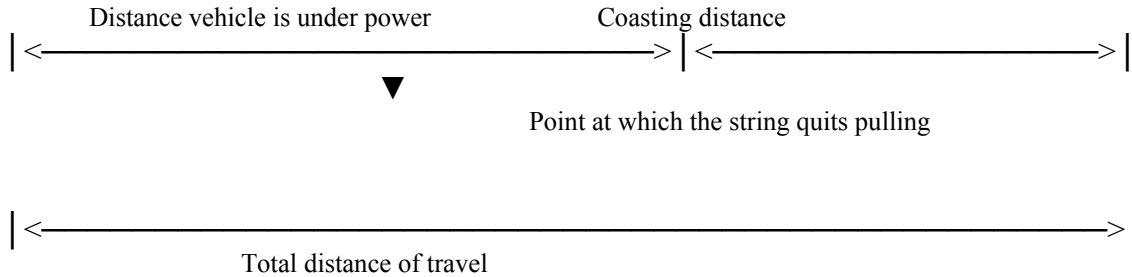 Distance vehicle is under power Coasting distance
Point at which the string quits pulling
Total distance of travel